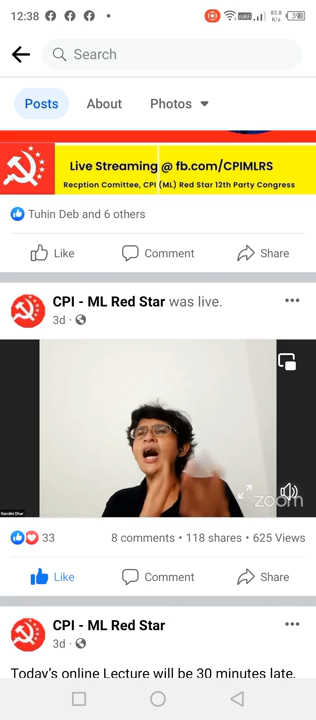 12:38
83.8
K/s
39
Search
Posts
About
Photos
Live Streaming @ fb.com/CPIMLRS
Recption Comittee, CPI (ML) Red Star 12th Party Congress
Tuhin Deb and 6 others
Like
Comment
Share
CPI - ML Red Star was live.
3d
zoom
33
8 comments • 118 shares • 625 Views
Like
Comment
Share
CPI - ML Red Star
3d
Today's online Lecture will be 30 minutes late.